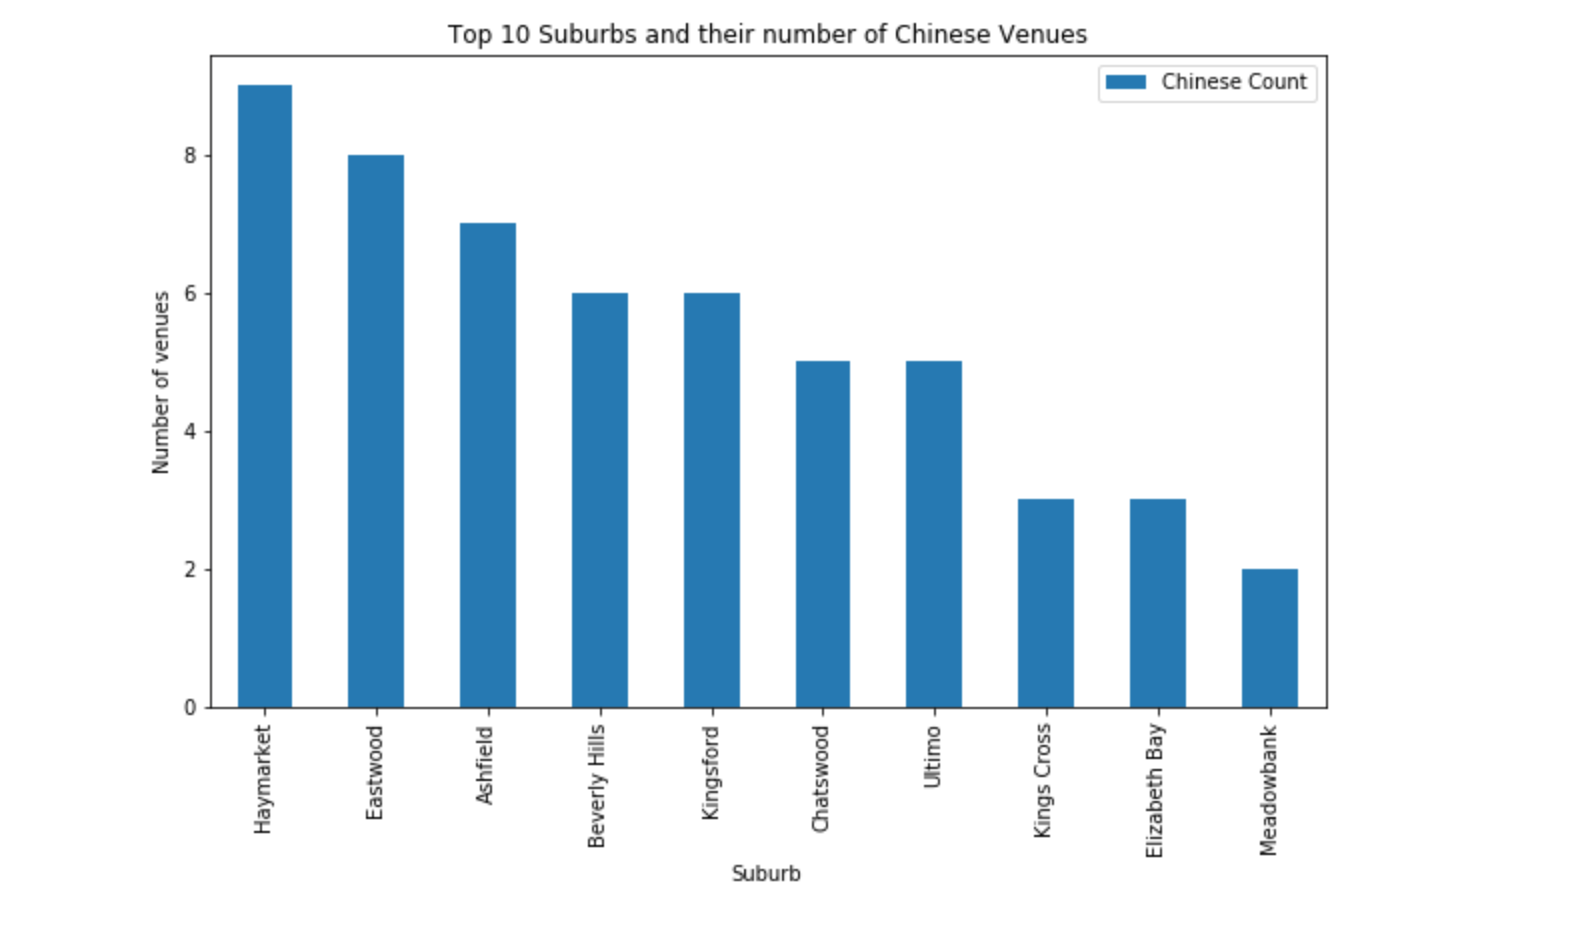 Top 10 Suburbs and their number of Chinese Venues
Chinese Count
Number of venues
8
6
4
2
0
Haymarket
Eastwood
Ashfield
Beverly Hills
Kingsford
Chatswood
Ultimo
Kings Cross
Elizabeth Bay
Meadowbank
Suburb